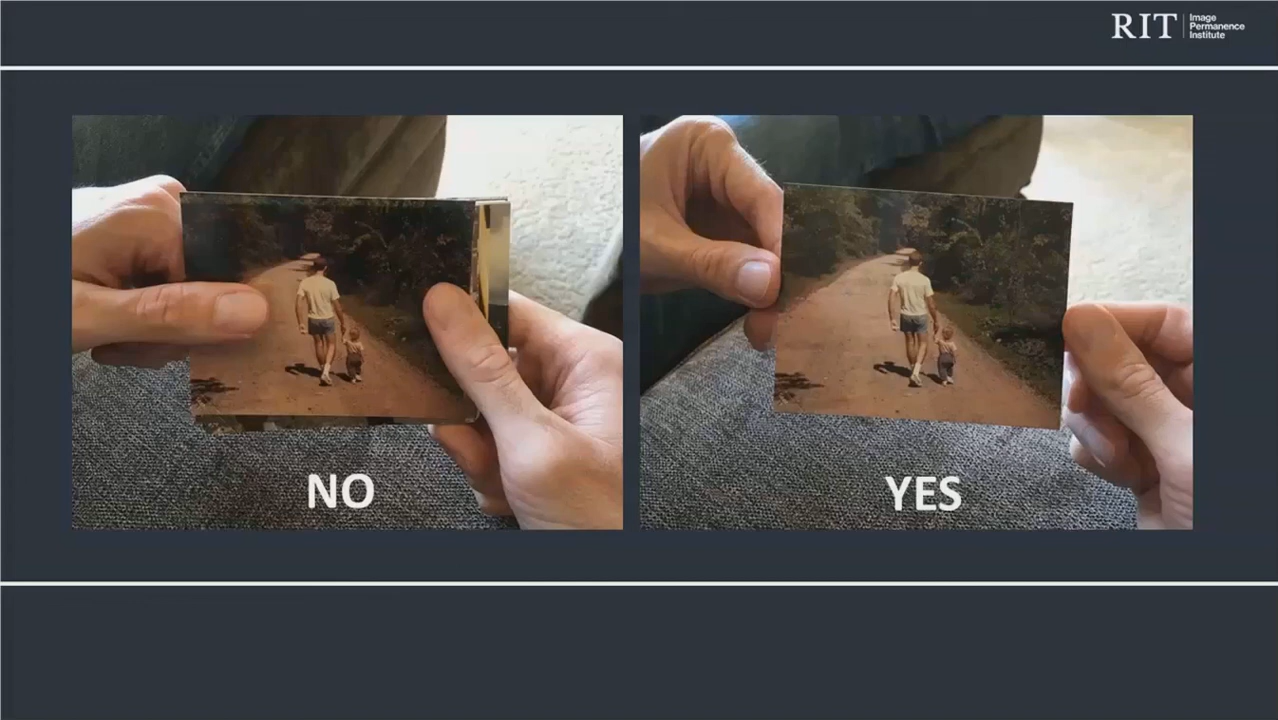 RIT
Image
Permanence
Institute
NO
YES